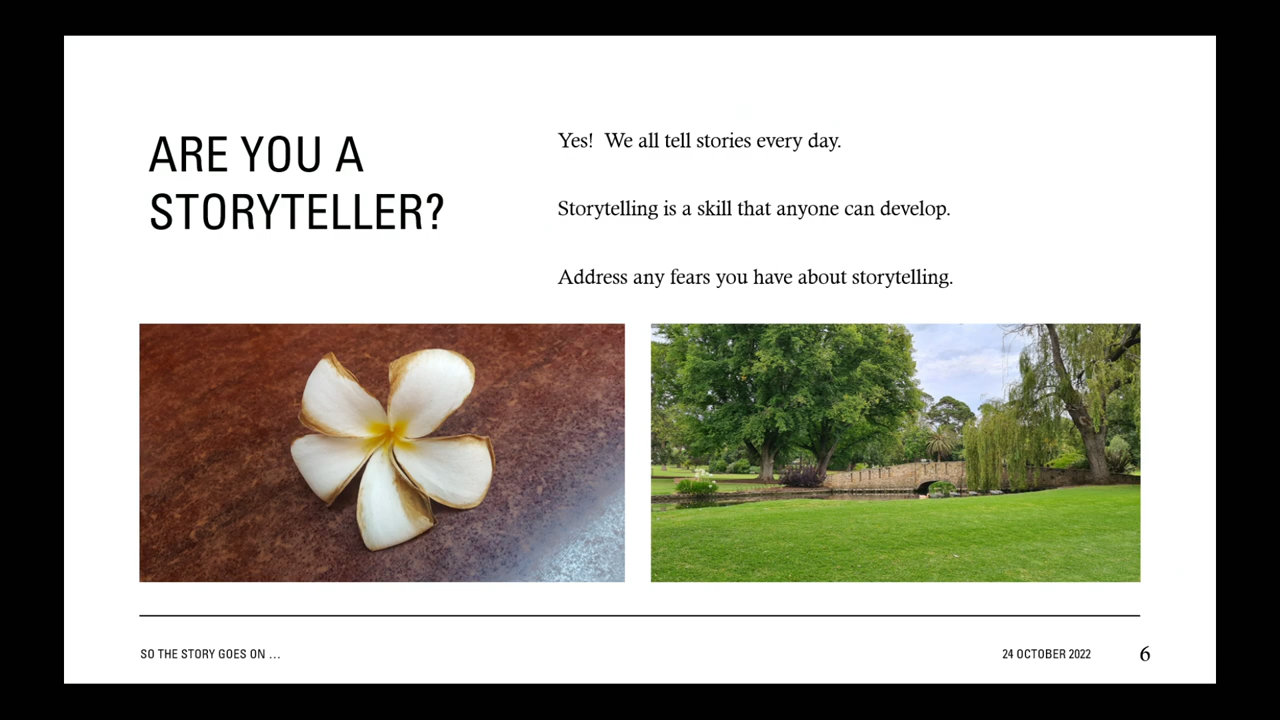 ARE YOU A
STORYTELLER?
Yes!  We all tell stories every day.
Storytelling is a skill that anyone can develop.
Address any fears you have about storytelling.
SO THE STORY GOES ON ...
24 OCTOBER 2022
6